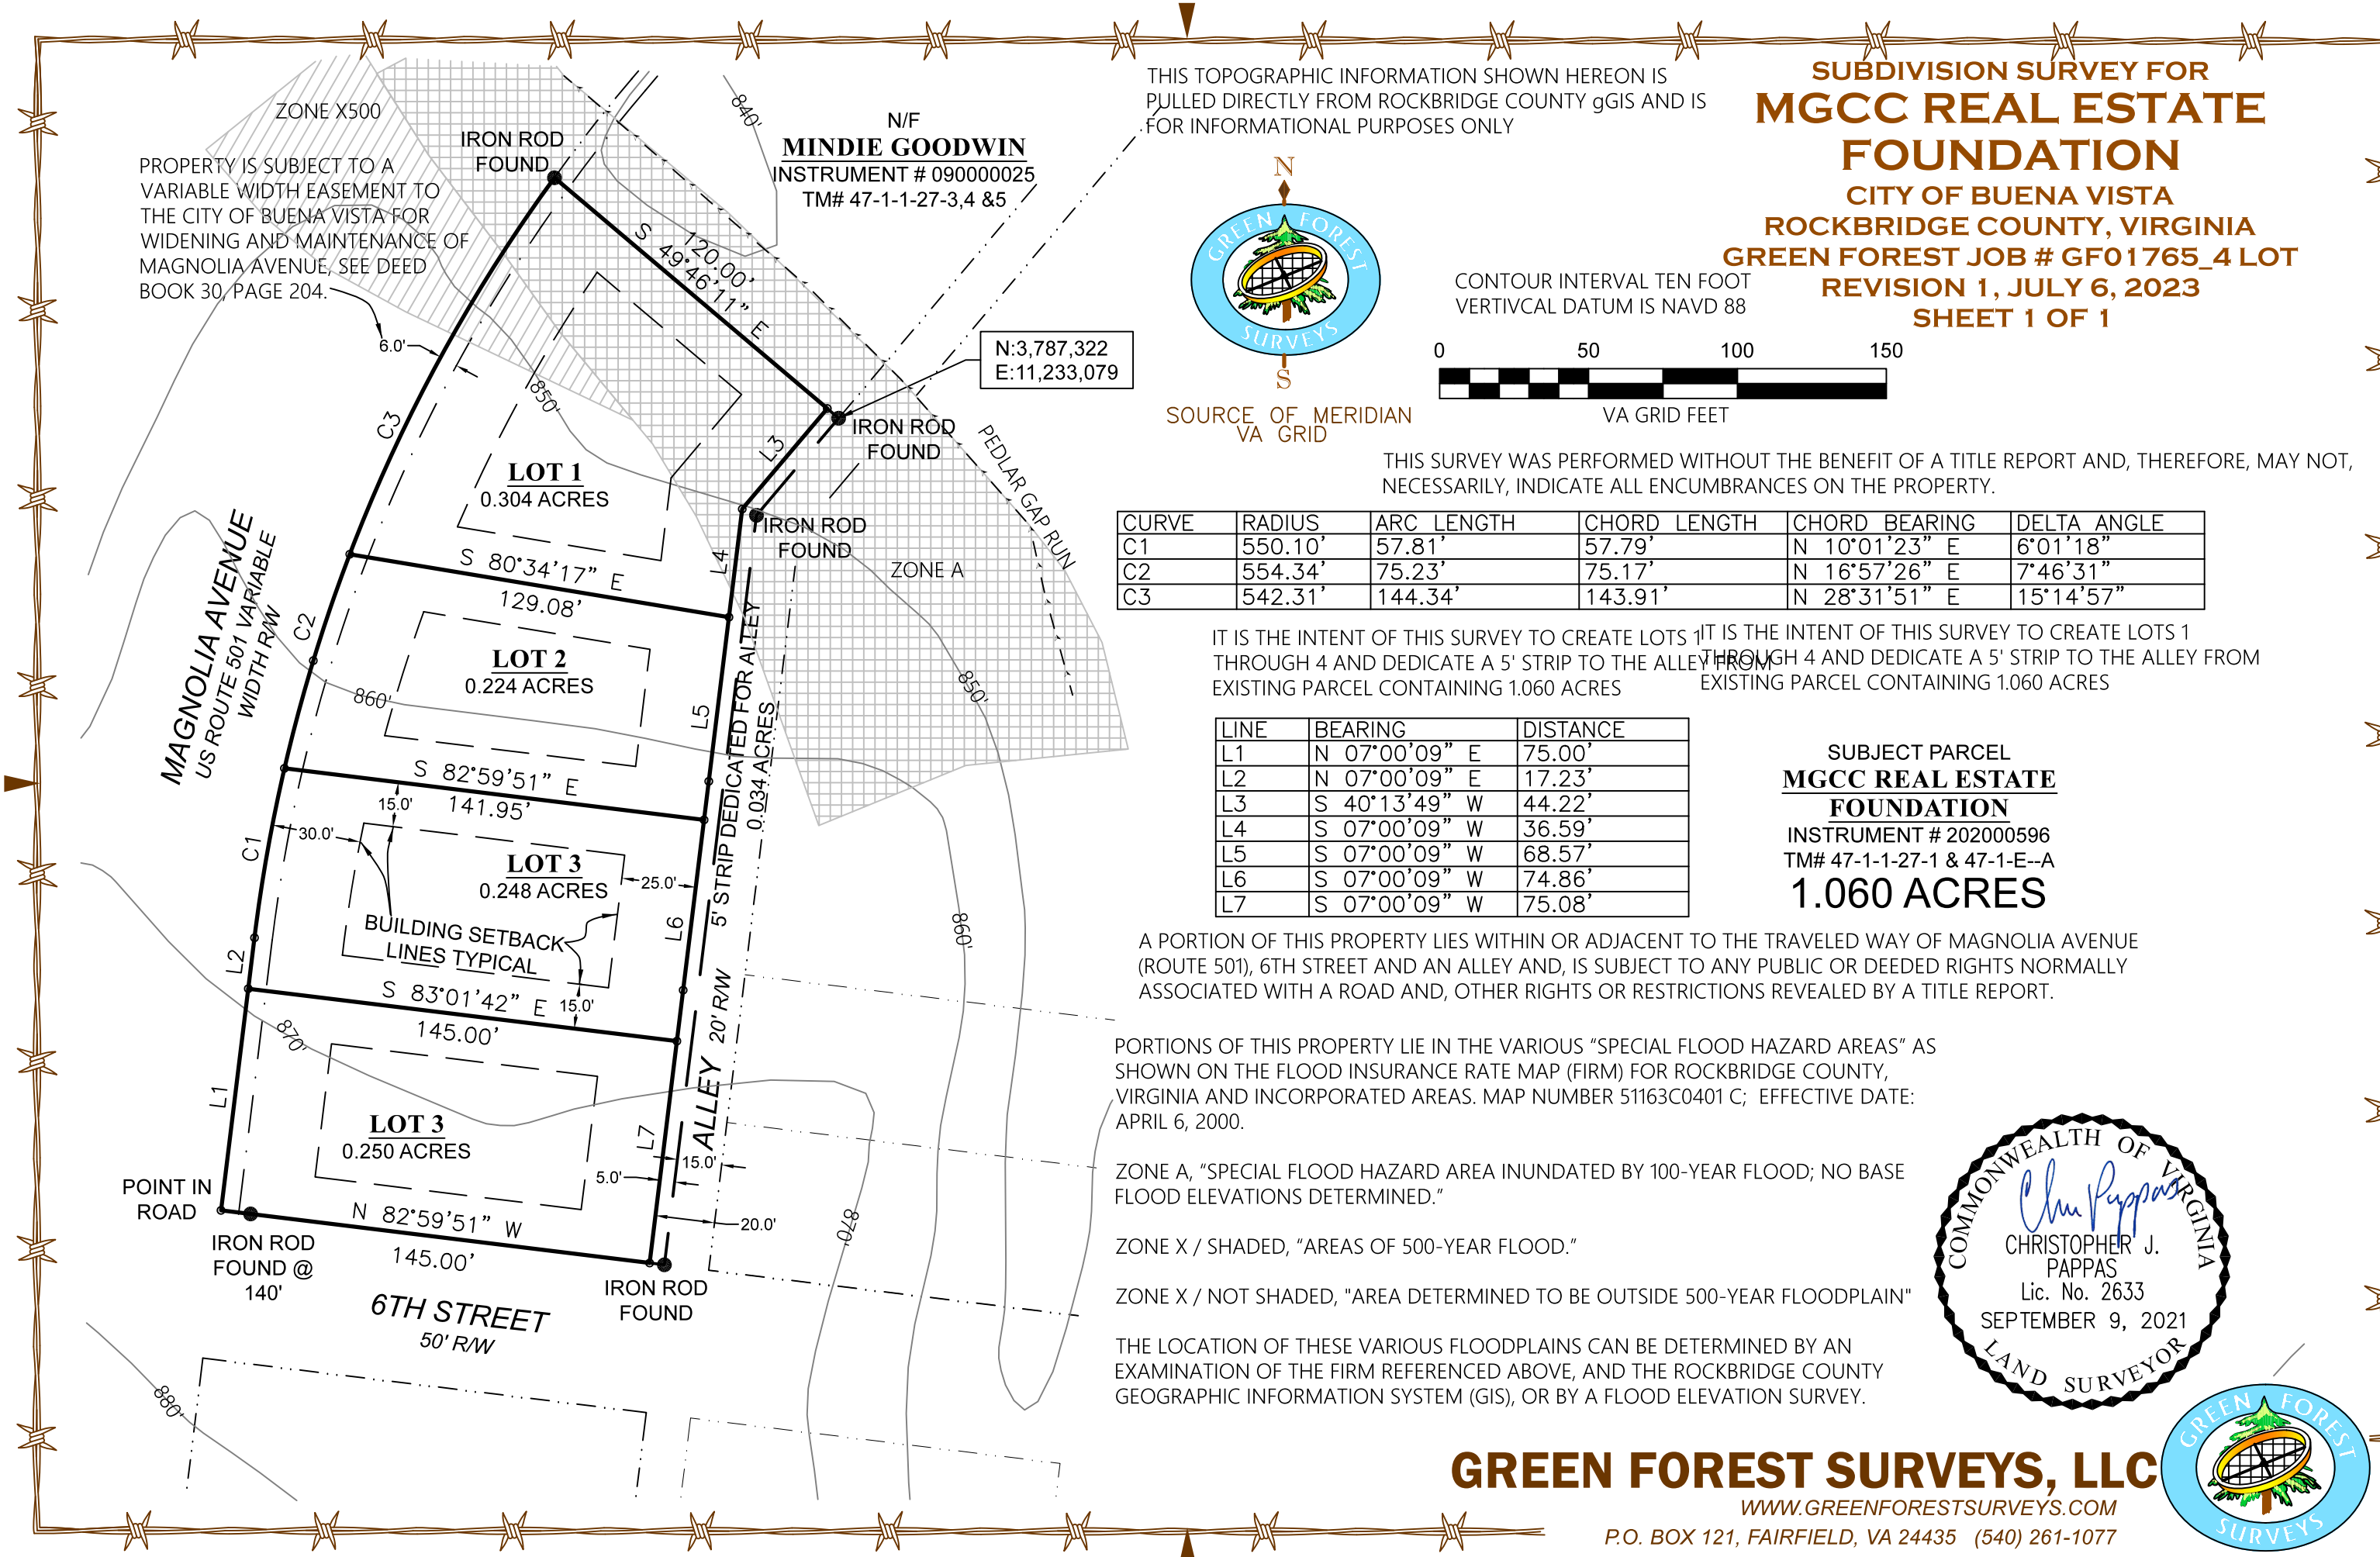 SUBDIVISION SURVEY FOR
MGCC REAL ESTATE
FOUNDATION
CITY OF BUENA VISTA
ROCKBRIDGE COUNTY, VIRGINIA
GREEN FOREST JOB # GF01765_4 LOT
REVISION 1, JULY 6, 2023
SHEET 1 OF 1
THIS TOPOGRAPHIC INFORMATION SHOWN HEREON IS
PULLED DIRECTLY FROM ROCKBRIDGE COUNTY gGIS AND IS
FOR INFORMATIONAL PURPOSES ONLY
N
GREEN FOREST
SURVEYS
S
SOURCE OF MERIDIAN
VA GRID
CONTOUR INTERVAL TEN FOOT
VERTIVCAL DATUM IS NAVD 88
0 50 100 150
VA GRID FEET
THIS SURVEY WAS PERFORMED WITHOUT THE BENEFIT OF A TITLE REPORT AND, THEREFORE, MAY NOT,
NECESSARILY, INDICATE ALL ENCUMBRANCES ON THE PROPERTY.
CURVE RADIUS ARC LENGTH CHORD LENGTH CHORD BEARING DELTA ANGLE
C1 550.10' 57.81' 57.79' N 10°01'23" E 6°01'18"
C2 554.34' 75.23' 75.17' N 16°57'26" E 7°46'31"
C3 542.31' 144.34' 143.91' N 28°31'51" E 15°14'57"
IT IS THE INTENT OF THIS SURVEY TO CREATE LOTS 1
THROUGH 4 AND DEDICATE A 5' STRIP TO THE ALLEY FROM
EXISTING PARCEL CONTAINING 1.060 ACRES
IT IS THE INTENT OF THIS SURVEY TO CREATE LOTS 1
THROUGH 4 AND DEDICATE A 5' STRIP TO THE ALLEY FROM
EXISTING PARCEL CONTAINING 1.060 ACRES
LINE BEARING DISTANCE
L1 N 07°00'09" E 75.00'
L2 N 07°00'09" E 17.23'
L3 S 40°13'49" W 44.22'
L4 S 07°00'09" W 36.59'
L5 S 07°00'09" W 68.57'
L6 S 07°00'09" W 74.86'
L7 S 07°00'09" W 75.08'
SUBJECT PARCEL
MGCC REAL ESTATE
FOUNDATION
INSTRUMENT # 202000596
TM# 47-1-1-27-1 & 47-1-E--A
1.060 ACRES
A PORTION OF THIS PROPERTY LIES WITHIN OR ADJACENT TO THE TRAVELED WAY OF MAGNOLIA AVENUE
(ROUTE 501), 6TH STREET AND AN ALLEY AND, IS SUBJECT TO ANY PUBLIC OR DEEDED RIGHTS NORMALLY
ASSOCIATED WITH A ROAD AND, OTHER RIGHTS OR RESTRICTIONS REVEALED BY A TITLE REPORT.
PORTIONS OF THIS PROPERTY LIE IN THE VARIOUS “SPECIAL FLOOD HAZARD AREAS” AS
SHOWN ON THE FLOOD INSURANCE RATE MAP (FIRM) FOR ROCKBRIDGE COUNTY,
VIRGINIA AND INCORPORATED AREAS. MAP NUMBER 51163C0401 C; EFFECTIVE DATE:
APRIL 6, 2000.
ZONE A, “SPECIAL FLOOD HAZARD AREA INUNDATED BY 100-YEAR FLOOD; NO BASE
FLOOD ELEVATIONS DETERMINED.”
ZONE X / SHADED, “AREAS OF 500-YEAR FLOOD.”
ZONE X / NOT SHADED, "AREA DETERMINED TO BE OUTSIDE 500-YEAR FLOODPLAIN"
THE LOCATION OF THESE VARIOUS FLOODPLAINS CAN BE DETERMINED BY AN
EXAMINATION OF THE FIRM REFERENCED ABOVE, AND THE ROCKBRIDGE COUNTY
GEOGRAPHIC INFORMATION SYSTEM (GIS), OR BY A FLOOD ELEVATION SURVEY.
COMMONWEALTH OF VIRGINIA
Chris Pappas
CHRISTOPHER J.
PAPPAS
Lic. No. 2633
SEPTEMBER 9, 2021
LAND SURVEYOR
GREEN FOREST SURVEYS, LLC
WWW.GREENFORESTSURVEYS.COM
P.O. BOX 121, FAIRFIELD, VA 24435 (540) 261-1077
GREEN FOREST
SURVEYS
ZONE X500
PROPERTY IS SUBJECT TO A
VARIABLE WIDTH EASEMENT TO
THE CITY OF BUENA VISTA FOR
WIDENING AND MAINTENANCE OF
MAGNOLIA AVENUE, SEE DEED
BOOK 30, PAGE 204.
6.0'
IRON ROD
FOUND
840'
N/F
MINDIE GOODWIN
INSTRUMENT # 090000025
TM# 47-1-1-27-3,4 &5
120.00'
S 49°46'11" E
N:3,787,322
E:11,233,079
IRON ROD
FOUND
PEDLAR GAP RUN
850'
C3
L3
LOT 1
0.304 ACRES
IRON ROD
FOUND
ZONE A
L4
S 80°34'17" E
129.08'
MAGNOLIA AVENUE
US ROUTE 501 VARIABLE
WIDTH R/W
C2
LOT 2
0.224 ACRES
860'
L5
850'
5' STRIP DEDICATED FOR ALLEY
0.034 ACRES
S 82°59'51" E
141.95'
15.0'
30.0'
C1
LOT 3
0.248 ACRES
25.0'
BUILDING SETBACK
LINES TYPICAL
L6
860'
L2
S 83°01'42" E
145.00'
15.0'
870'
ALLEY 20' R/W
L1
LOT 3
0.250 ACRES
L7
15.0'
5.0'
20.0'
870'
POINT IN
ROAD
N 82°59'51" W
145.00'
IRON ROD
FOUND @
140'
IRON ROD
FOUND
6TH STREET
50' R/W
880'